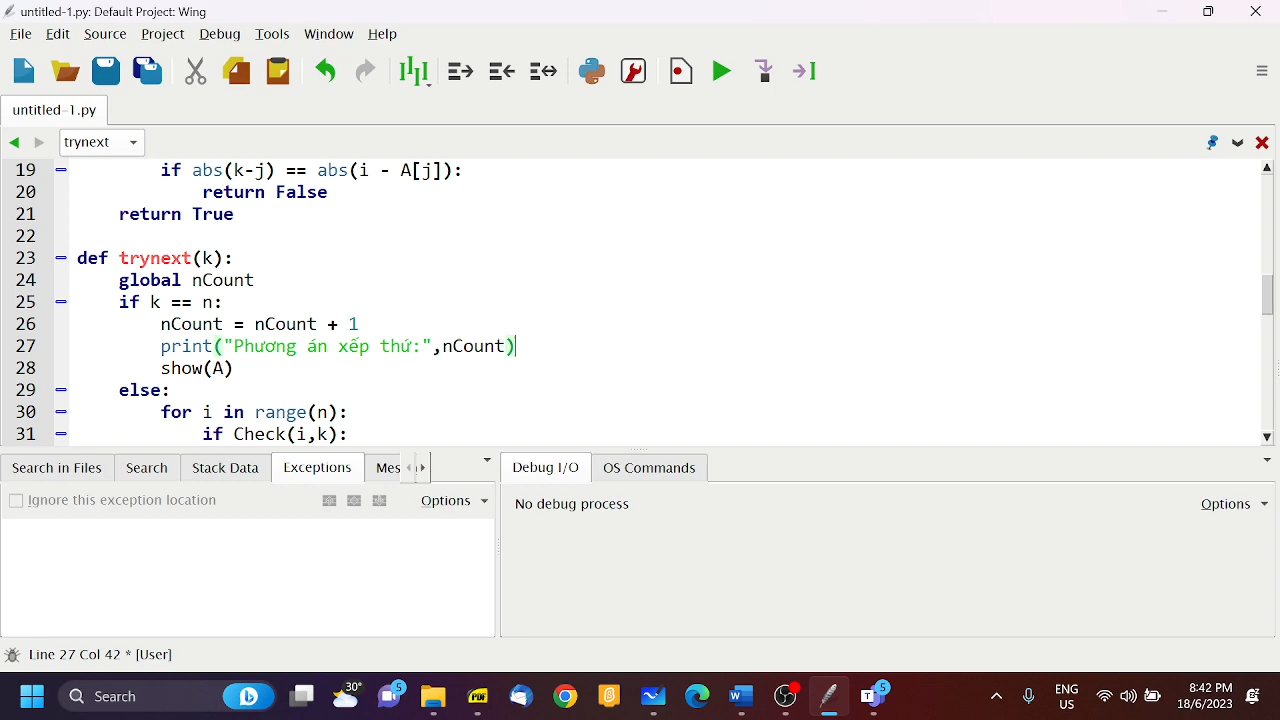 untitled-1.py: Default Project: Wing
File Edit Source Project Debug Tools Window Help
untitled-1.py
trynext
19 if abs(k-j) == abs(i - A[j]):
20 return False
21 return True
22
23 def trynext(k):
24 global nCount
25 if k == n:
26 nCount = nCount + 1
27 print("Phương án xếp thứ:",nCount)
28 show(A)
29 else:
30 for i in range(n):
31 if Check(i,k):
Search in Files Search Stack Data Exceptions Mes
Debug I/O OS Commands
Ignore this exception location Options
No debug process Options
Line 27 Col 42 * [User]
Search 30° 5 PDF 5 ENG US 8:42 PM 18/6/2023